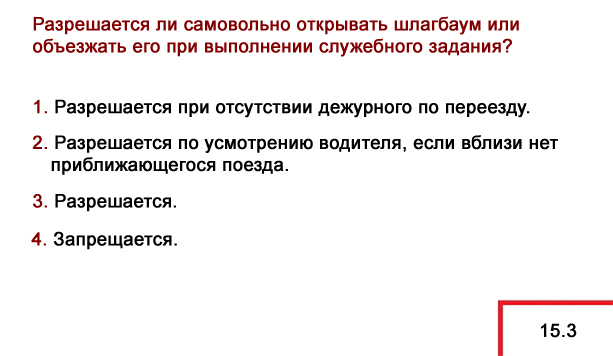 Разрешается ли самовольно открывать шлагбаум или
объезжать его при выполнении служебного задания?
1. Разрешается при отсутствии дежурного по переезду.
2. Разрешается по усмотрению водителя, если вблизи нет
приближающегося поезда.
3. Разрешается.
4. Запрещается.
15.3